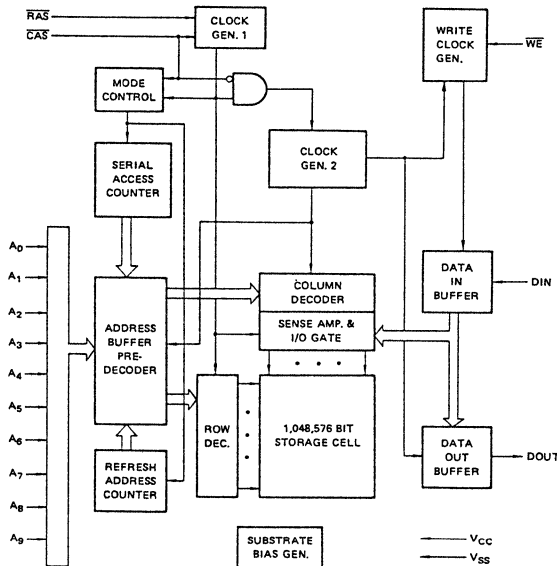 RAS
CAS
CLOCK
GEN. 1
WRITE
CLOCK
GEN.
WE
MODE
CONTROL
CLOCK
GEN. 2
SERIAL
ACCESS
COUNTER
A0
A1
A2
A3
A4
A5
A6
A7
A8
A9
ADDRESS
BUFFER
PRE-
DECODER
COLUMN
DECODER
SENSE AMP. &
I/O GATE
DATA
IN
BUFFER
DIN
ROW
DEC.
1,048,576 BIT
STORAGE CELL
REFRESH
ADDRESS
COUNTER
DATA
OUT
BUFFER
DOUT
SUBSTRATE
BIAS GEN.
VCC
VSS